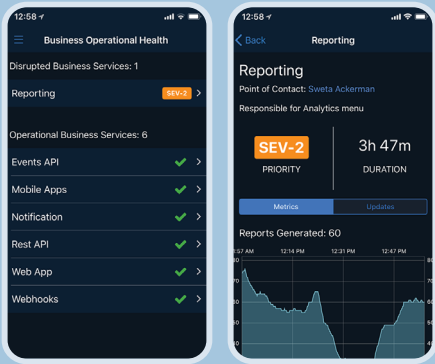 12:58
Business Operational Health
Disrupted Business Services: 1
Reporting
SEV-2
Operational Business Services: 6
Events API
Mobile Apps
Notification
Rest API
Web App
Webhooks
12:58
Back
Reporting
Reporting
Point of Contact: Sweta Ackerman
Responsible for Analytics menu
SEV-2
PRIORITY
3h 47m
DURATION
Metrics
Updates
Reports Generated: 60
:57 AM 12:14 PM 12:31 PM 12:47 PM
80 80
70 70
60 60
50 50
40 40